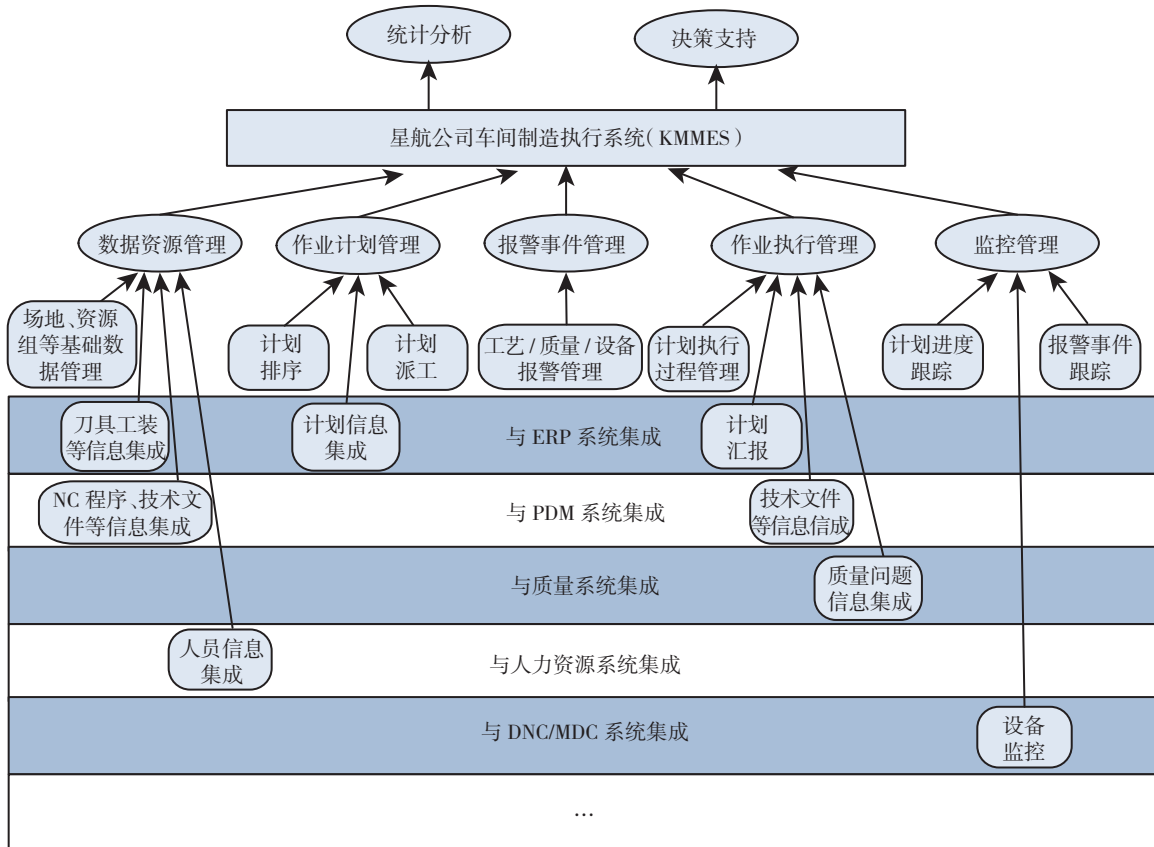 统计分析
决策支持
星航公司车间制造执行系统( KMMES )
数据资源管理
作业计划管理
报警事件管理
作业执行管理
监控管理
场地、资源
组等基础数
据管理
计划
排序
计划
派工
工艺 / 质量 / 设备
报警管理
计划执行
过程管理
计划进度
跟踪
报警事件
跟踪
刀具工装
等信息集成
计划信息
集成
与 ERP 系统集成
计划
汇报
NC 程序、技术文
件等信息集成
与 PDM 系统集成
技术文件
等信息信成
与质量系统集成
质量问题
信息集成
人员信息
集成
与人力资源系统集成
与 DNC/MDC 系统集成
设备
监控
…